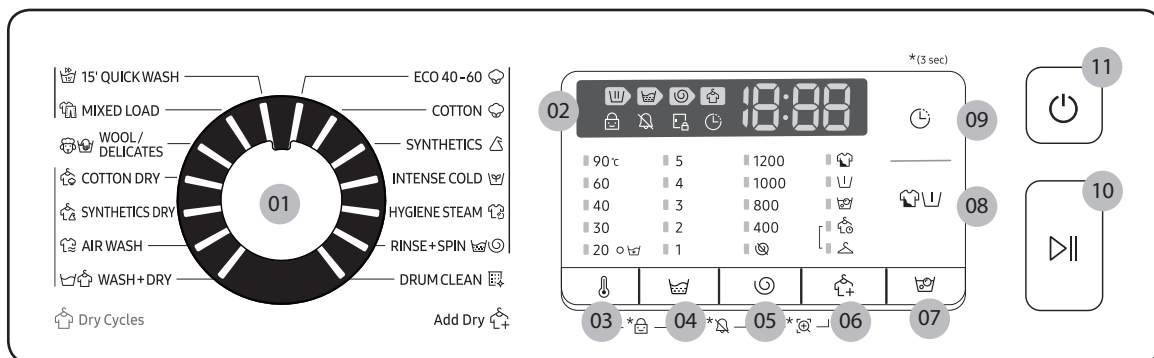 15' QUICK WASH
MIXED LOAD
WOOL/
DELICATES
COTTON DRY
SYNTHETICS DRY
AIR WASH
WASH+DRY
Dry Cycles
01
ECO 40-60
COTTON
SYNTHETICS
INTENSE COLD
HYGIENE STEAM
RINSE+SPIN
DRUM CLEAN
Add Dry
02
18:88
90℃ 5 1200
60 4 1000
40 3 800
30 2 400
20 1
03 * 04 * 05 * 06 07
*(3 sec)
09
08
11
10